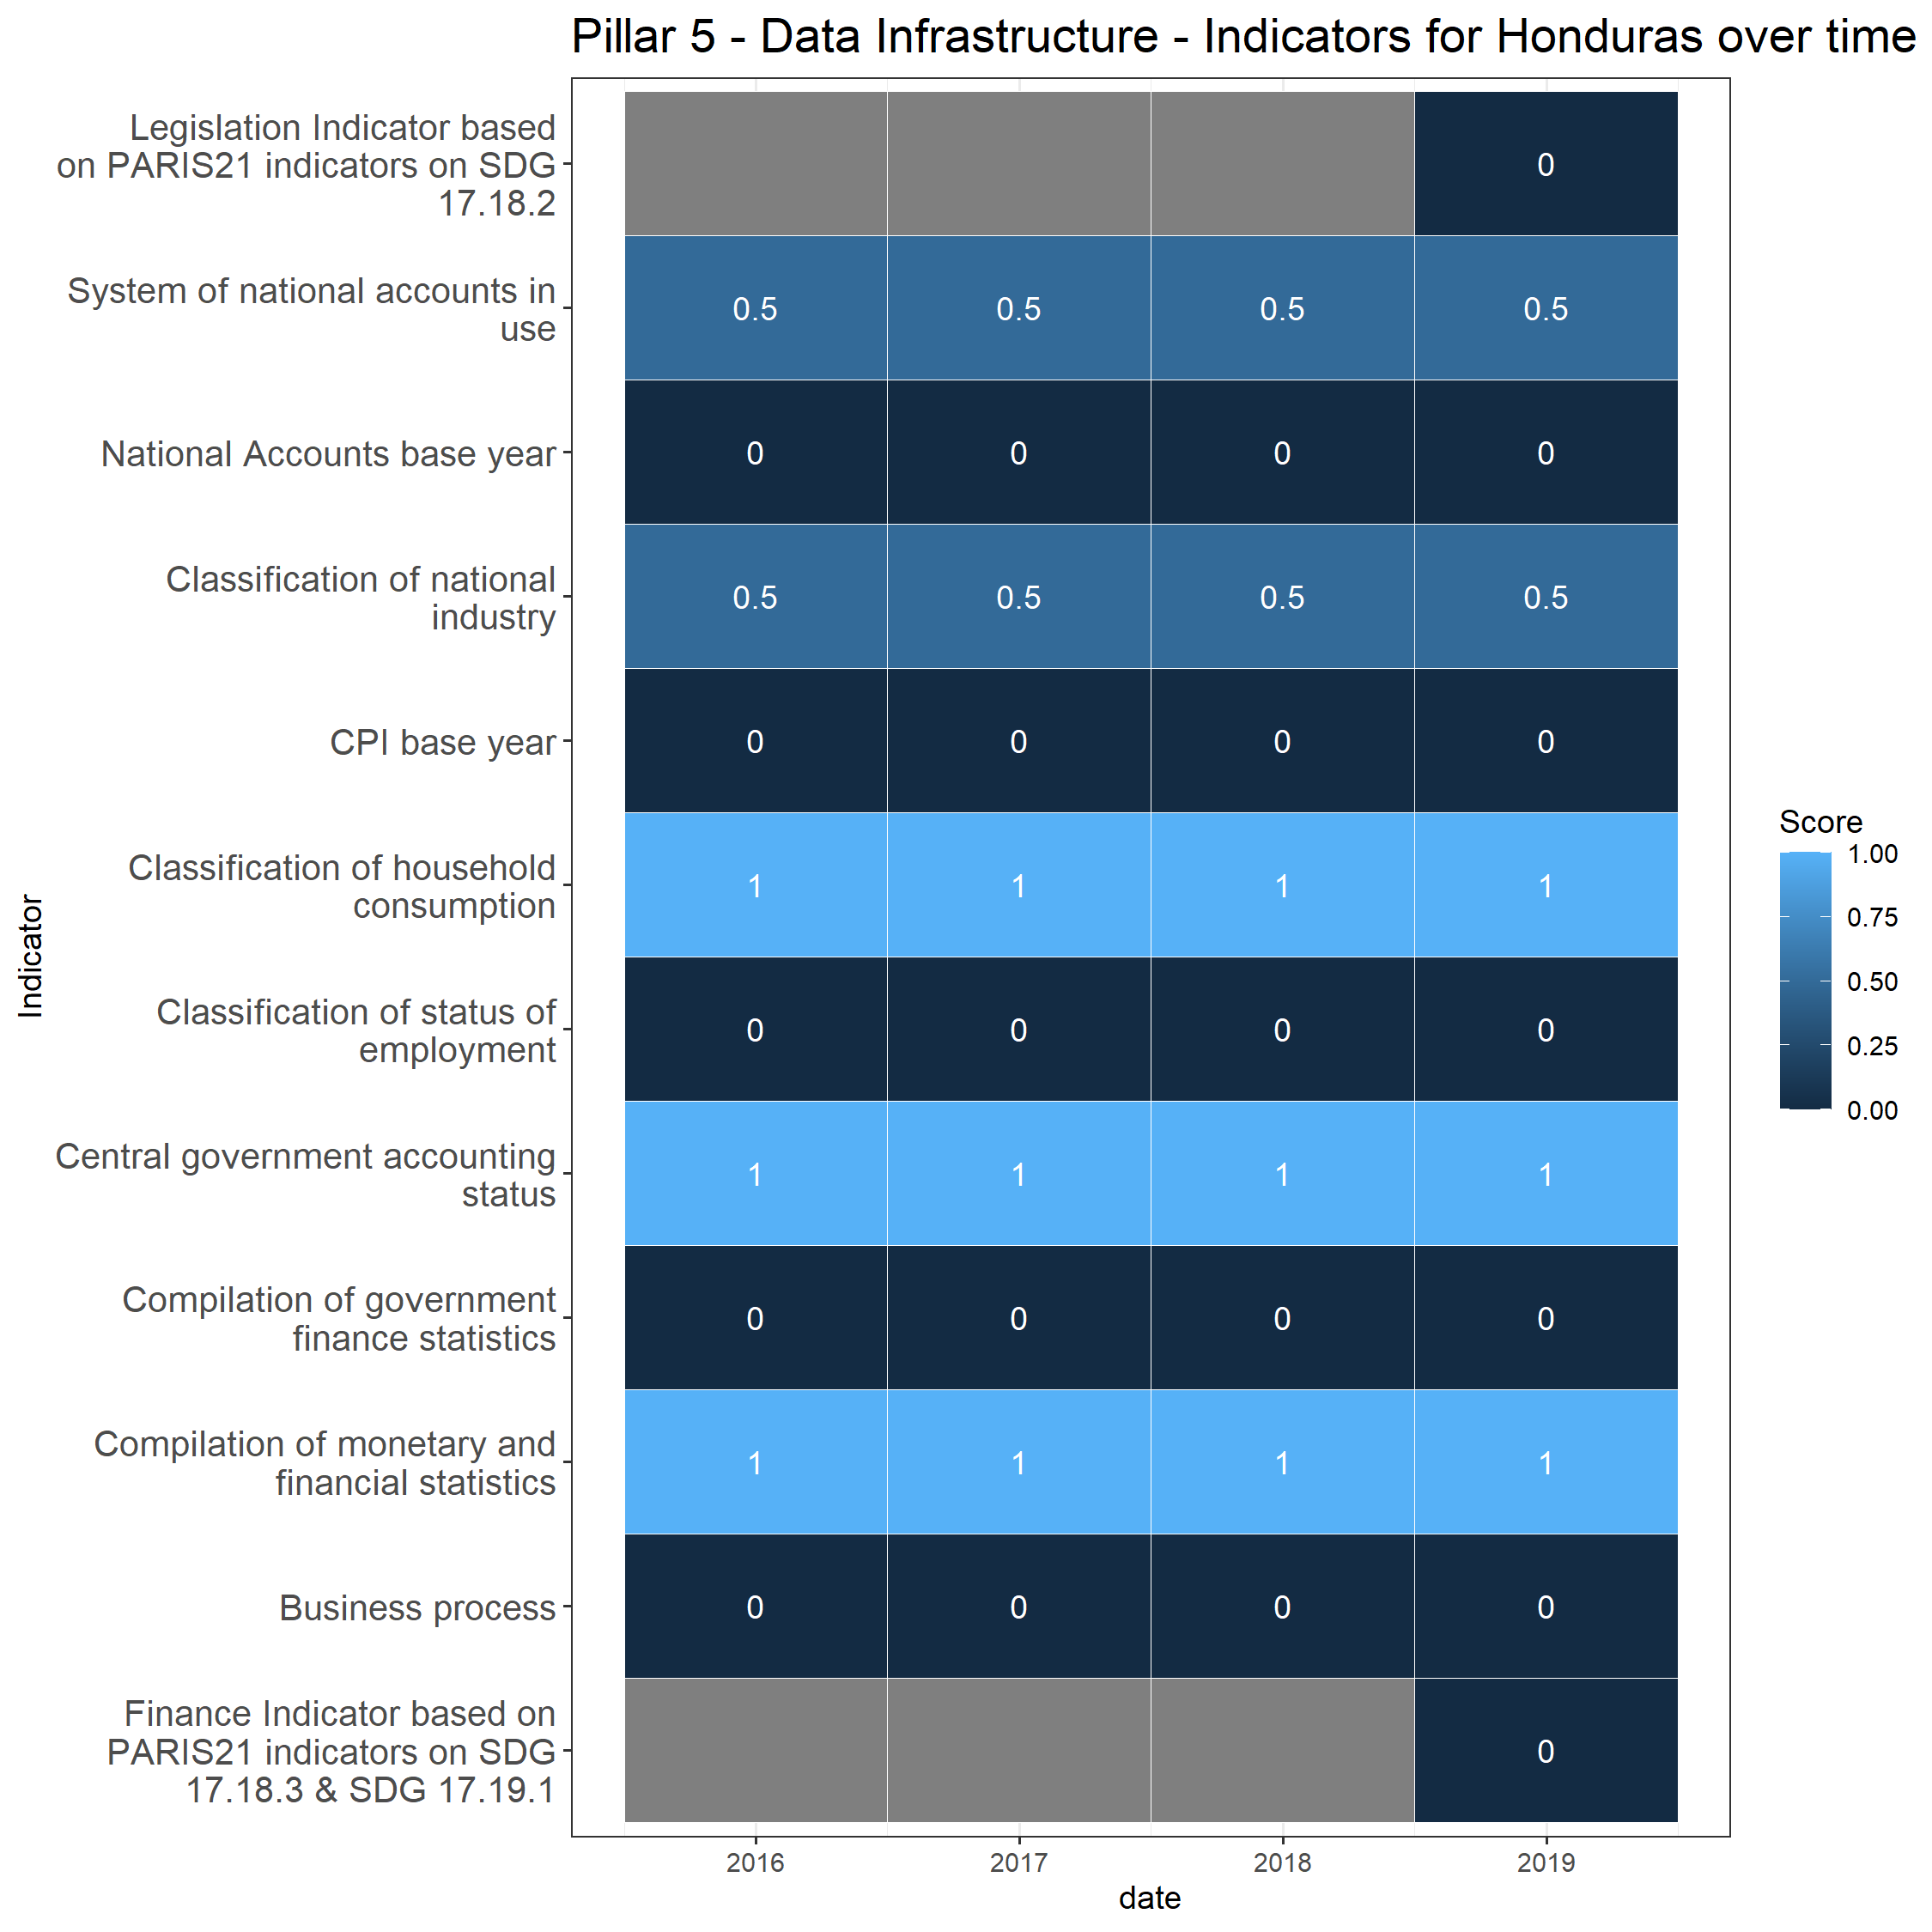 Pillar 5 - Data Infrastructure - Indicators for Honduras over time
Legislation Indicator based
on PARIS21 indicators on SDG
17.18.2
0
System of national accounts in
use
0.5 0.5 0.5 0.5
National Accounts base year
0 0 0 0
Classification of national
industry
0.5 0.5 0.5 0.5
CPI base year
0 0 0 0
Classification of household
consumption
1 1 1 1
Classification of status of
employment
0 0 0 0
Central government accounting
status
1 1 1 1
Compilation of government
finance statistics
0 0 0 0
Compilation of monetary and
financial statistics
1 1 1 1
Business process
0 0 0 0
Finance Indicator based on
PARIS21 indicators on SDG
17.18.3 & SDG 17.19.1
0
Indicator
2016 2017 2018 2019
date
Score
1.00
0.75
0.50
0.25
0.00